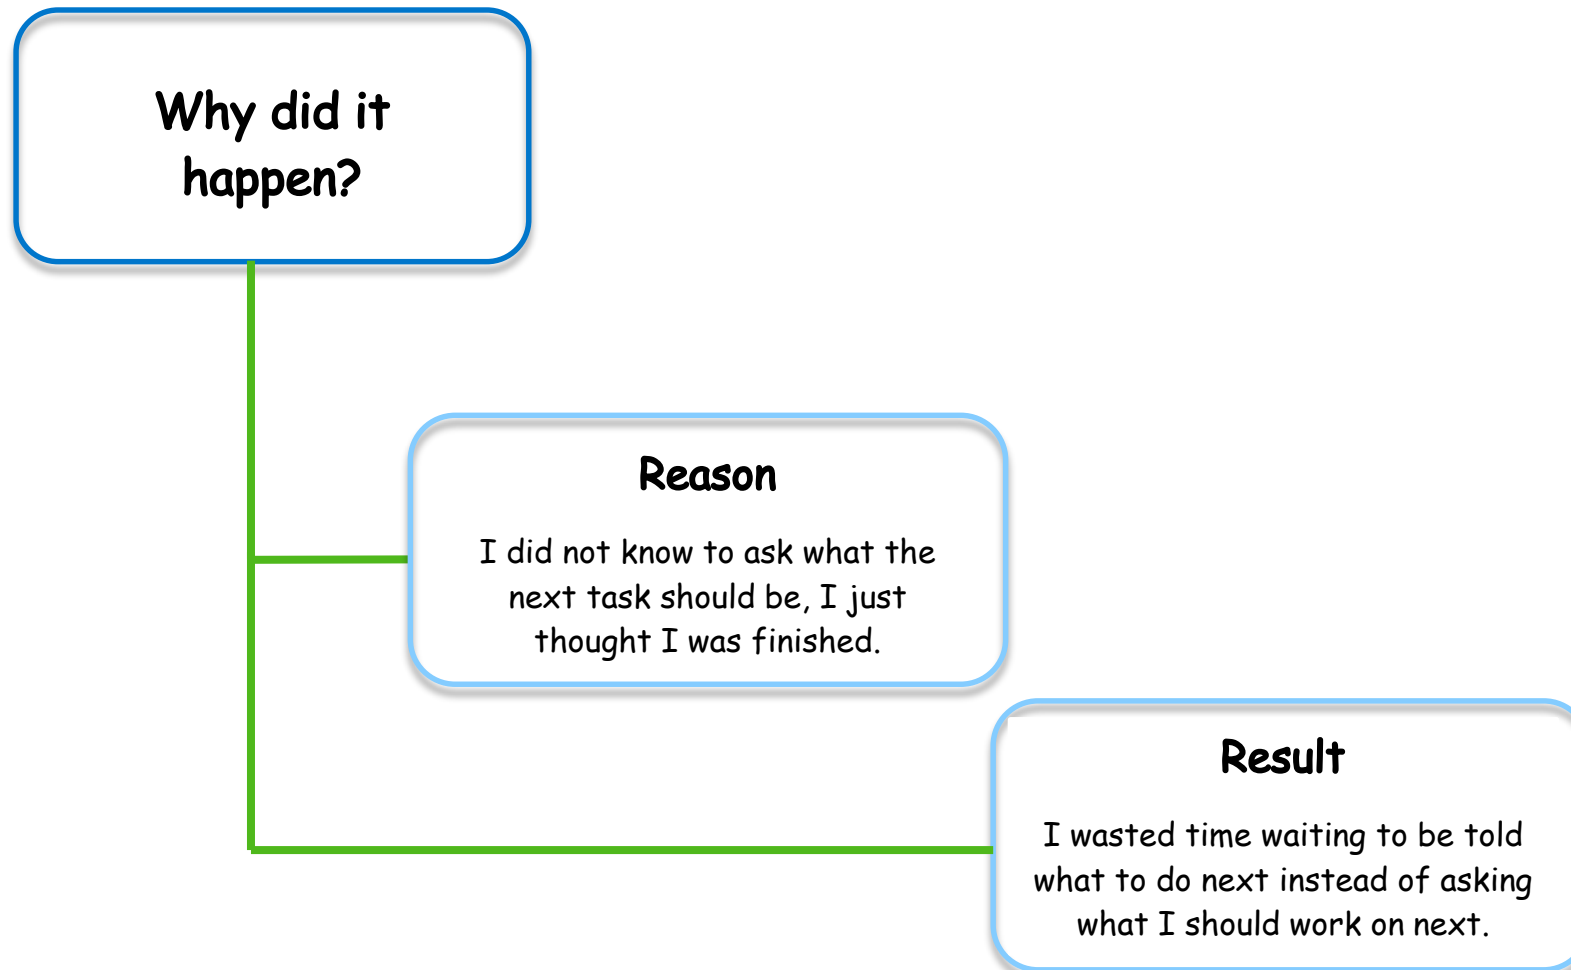 Why did it
happen?
Reason
I did not know to ask what the
next task should be, I just
thought I was finished.
Result
I wasted time waiting to be told
what to do next instead of asking
what I should work on next.